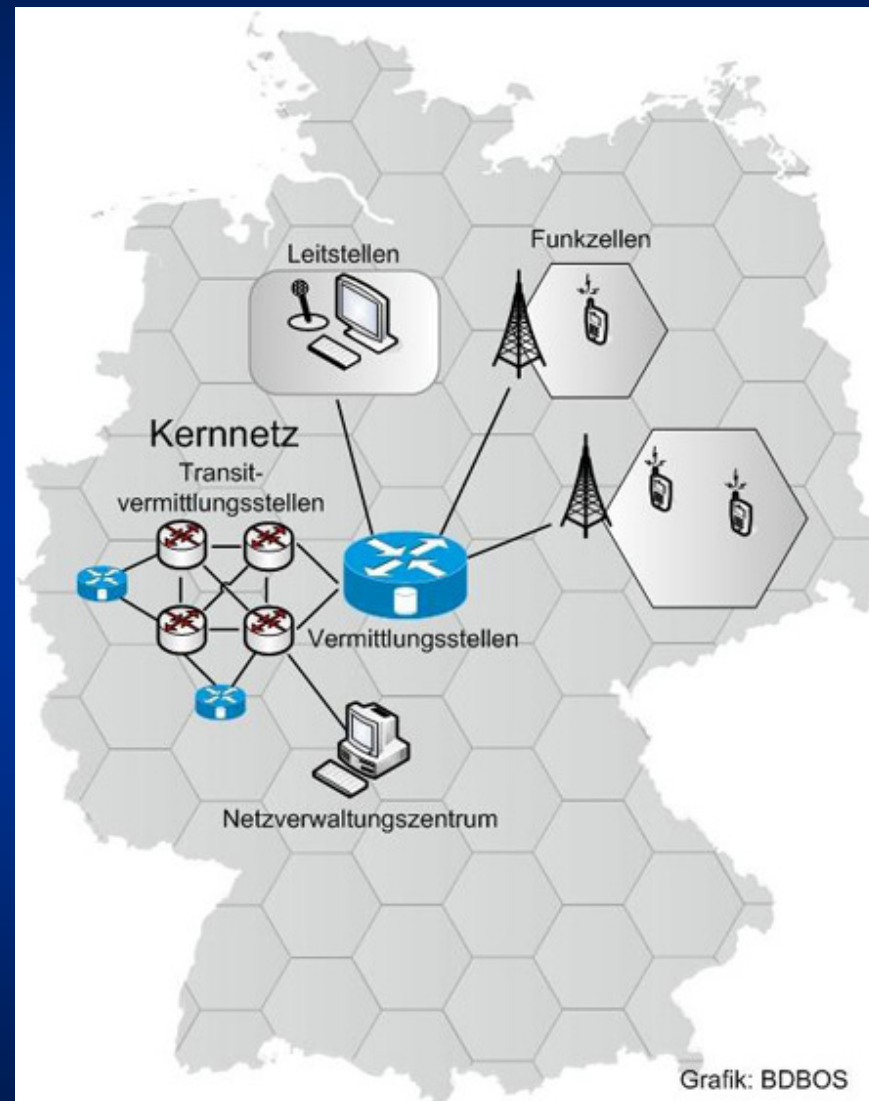 Leitstellen
Funkzellen
Kernnetz
Transit-
vermittlungsstellen
Vermittlungsstellen
Netzverwaltungszentrum
Grafik: BDBOS